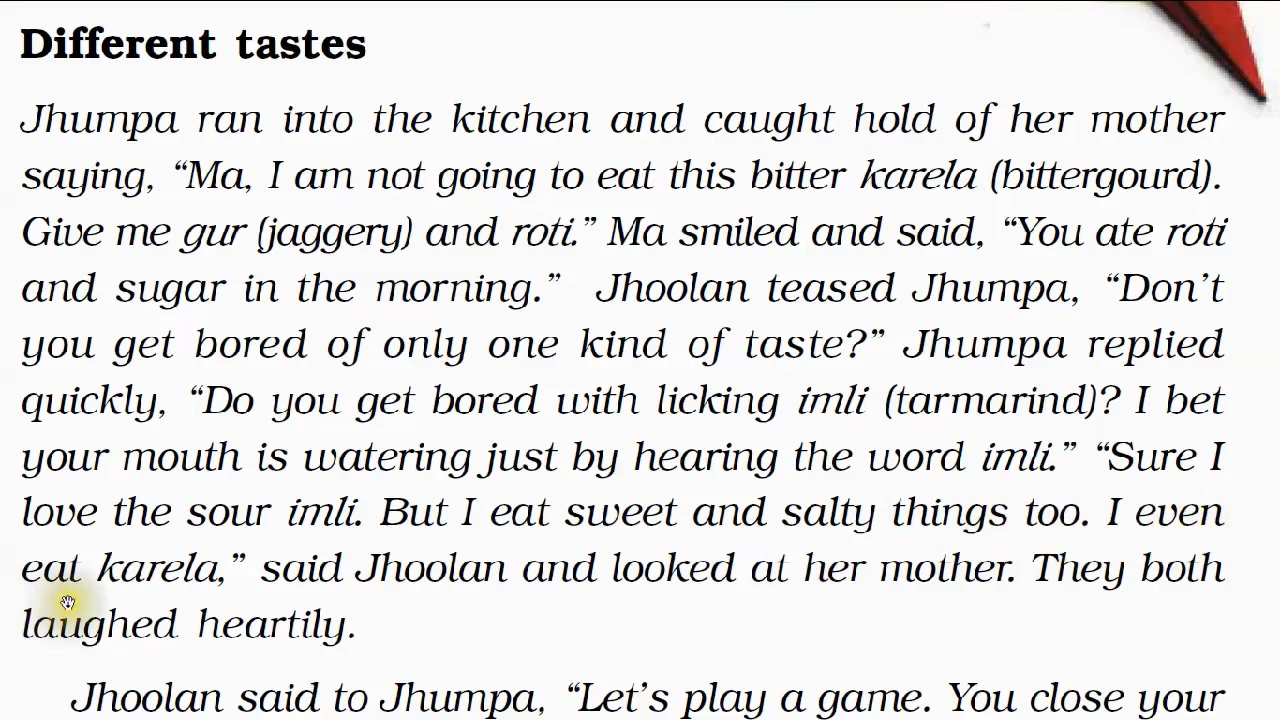 Different tastes
Jhumpa ran into the kitchen and caught hold of her mother
saying, “Ma, I am not going to eat this bitter karela (bittergourd).
Give me gur (jaggery) and roti.” Ma smiled and said, “You ate roti
and sugar in the morning.” Jhoolan teased Jhumpa, “Don’t
you get bored of only one kind of taste?” Jhumpa replied
quickly, “Do you get bored with licking imli (tarmarind)? I bet
your mouth is watering just by hearing the word imli.” “Sure I
love the sour imli. But I eat sweet and salty things too. I even
eat karela,” said Jhoolan and looked at her mother. They both
laughed heartily.
Jhoolan said to Jhumpa, “Let’s play a game. You close your